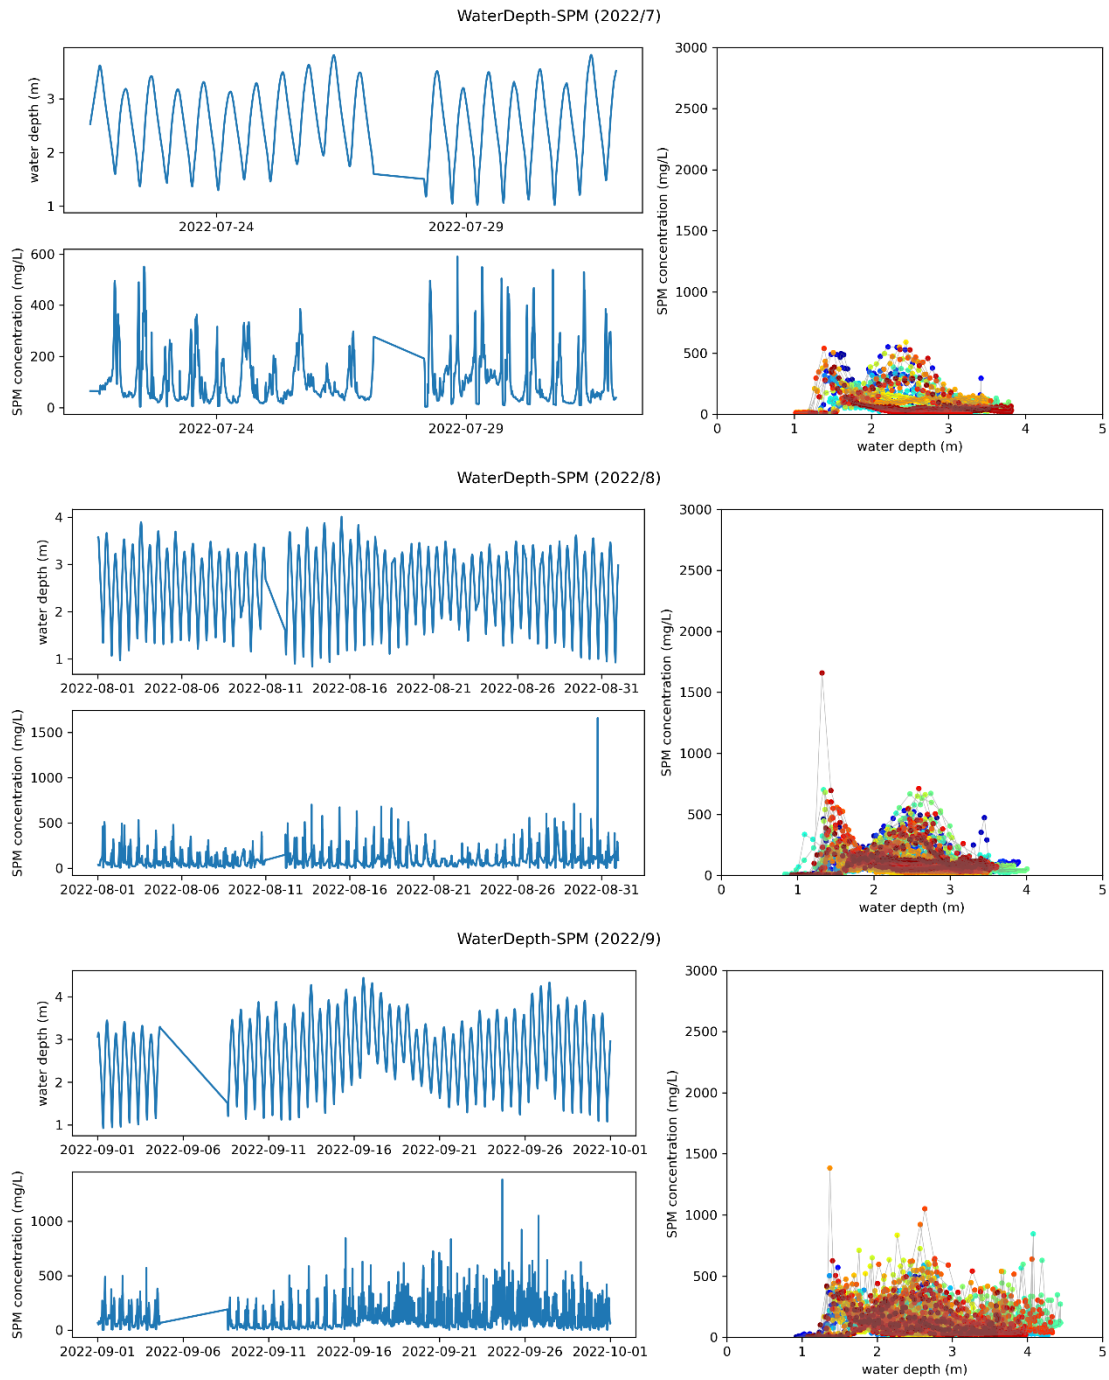 WaterDepth-SPM (2022/7)
water depth (m)
3
2
1
2022-07-24 2022-07-29
SPM concentration (mg/L)
600
400
200
0
2022-07-24 2022-07-29
SPM concentration (mg/L)
3000
2500
2000
1500
1000
500
0
0 1 2 3 4 5
water depth (m)
WaterDepth-SPM (2022/8)
water depth (m)
4
3
2
1
2022-08-01 2022-08-06 2022-08-11 2022-08-16 2022-08-21 2022-08-26 2022-08-31
SPM concentration (mg/L)
1500
1000
500
0
2022-08-01 2022-08-06 2022-08-11 2022-08-16 2022-08-21 2022-08-26 2022-08-31
SPM concentration (mg/L)
3000
2500
2000
1500
1000
500
0
0 1 2 3 4 5
water depth (m)
WaterDepth-SPM (2022/9)
water depth (m)
4
3
2
1
2022-09-01 2022-09-06 2022-09-11 2022-09-16 2022-09-21 2022-09-26 2022-10-01
SPM concentration (mg/L)
1000
500
0
2022-09-01 2022-09-06 2022-09-11 2022-09-16 2022-09-21 2022-09-26 2022-10-01
SPM concentration (mg/L)
3000
2500
2000
1500
1000
500
0
0 1 2 3 4 5
water depth (m)